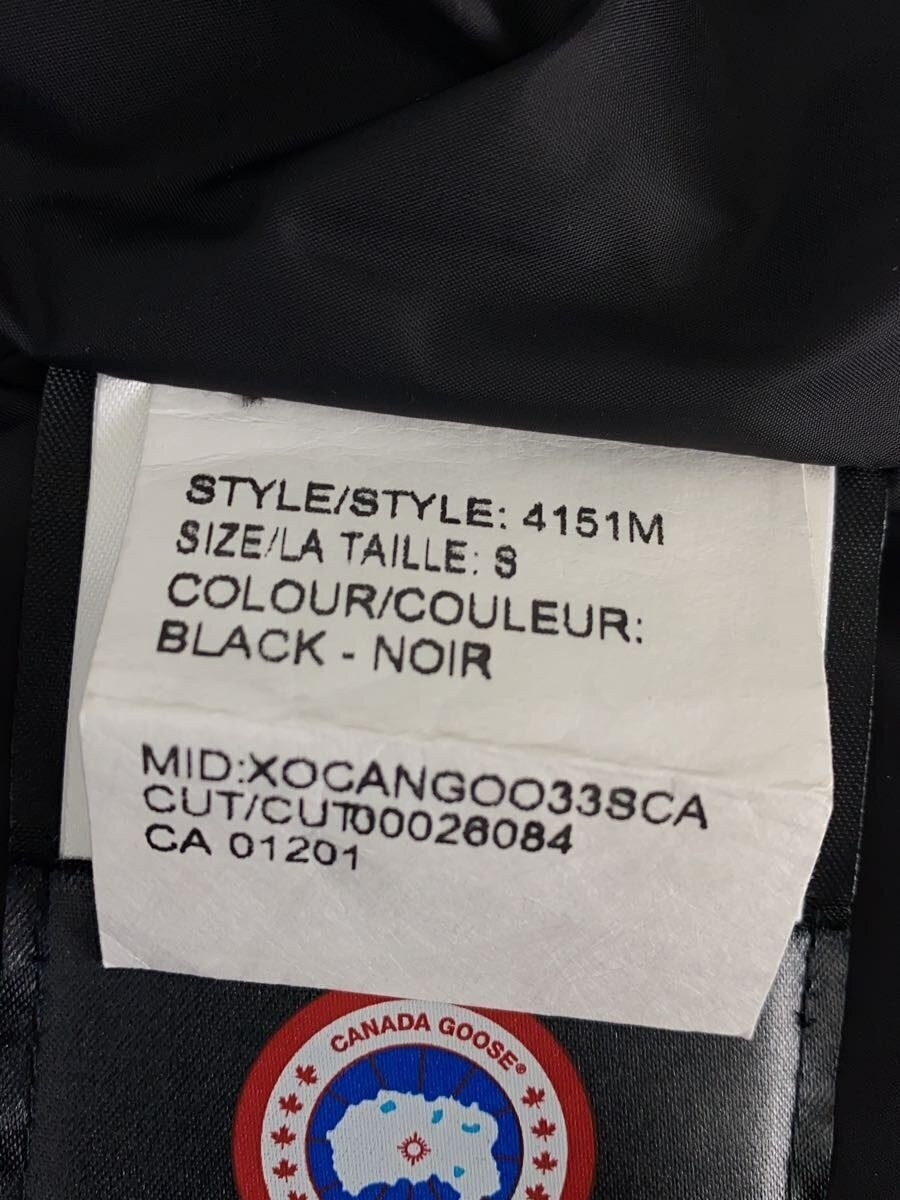 STYLE/STYLE: 4151M
SIZE/LA TAILLE: S
COLOUR/COULEUR:
BLACK - NOIR
MID:XOCANGOO33SCA
CUT/CUT00026084
CA 01201
CANADA GOOSE®